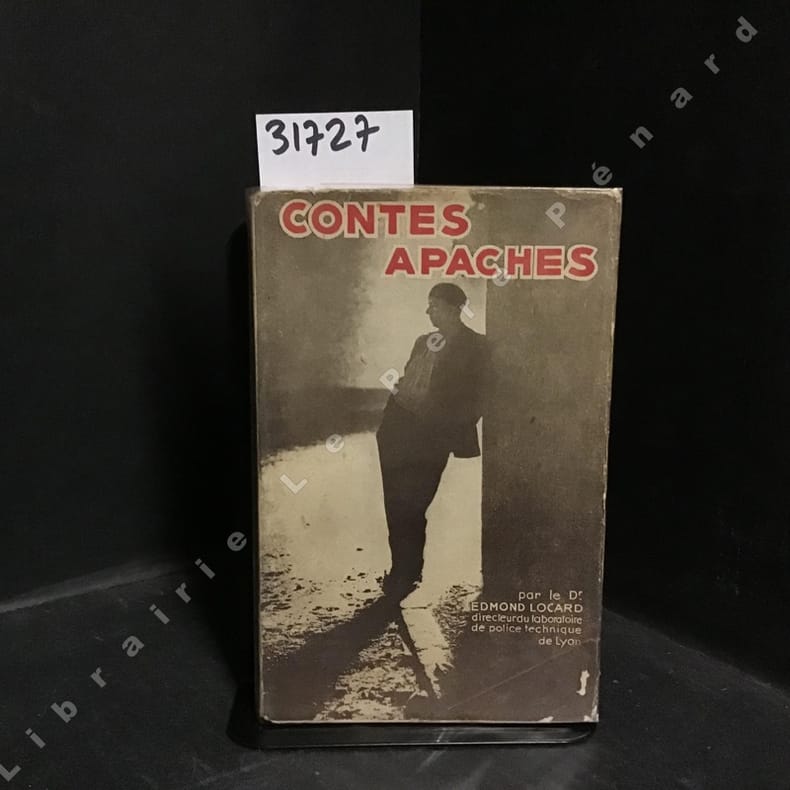 31727
CONTES
APACHES
par le Dr
EDMOND LOCARD
directeur du laboratoire
de police technique
de Lyon
Librairie Le Père Pénard